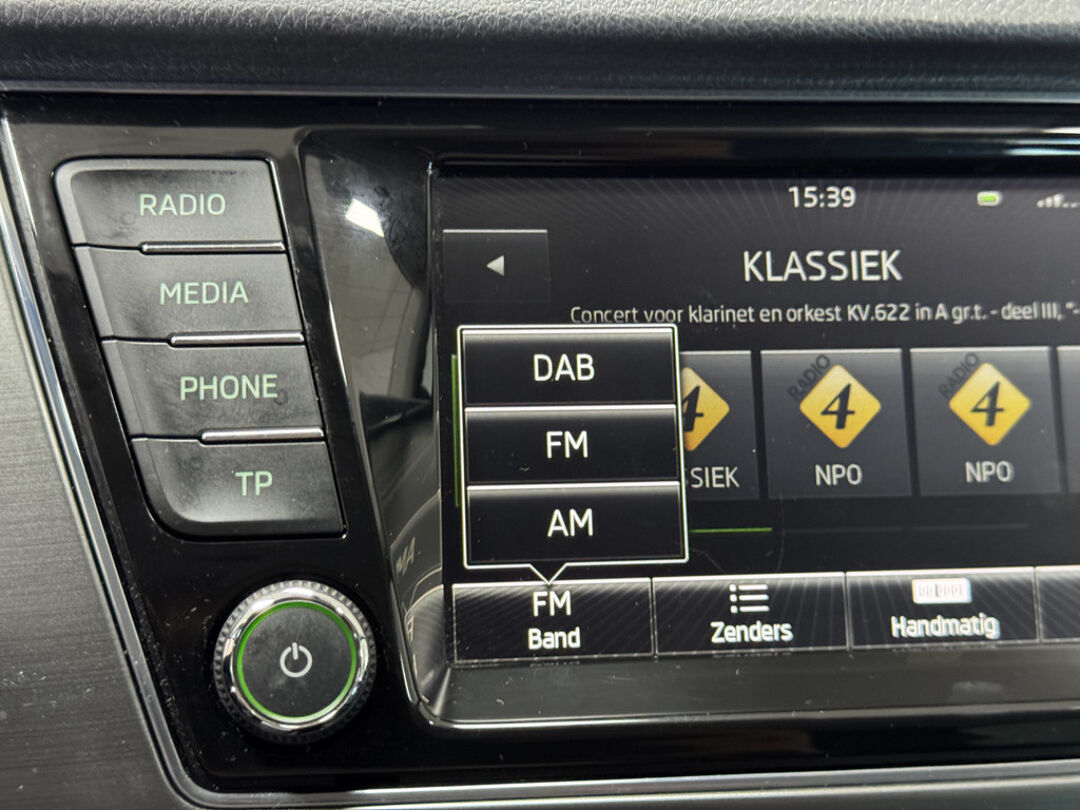 RADIO
MEDIA
PHONE
TP
15:39
KLASSIEK
Concert voor klarinet en orkest KV.622 in A gr.t. - deel III, "-
DAB
FM
AM
4
SIEK
RADIO
4
NPO
RADIO
4
NPO
FM
Band
Zenders
Handmatig